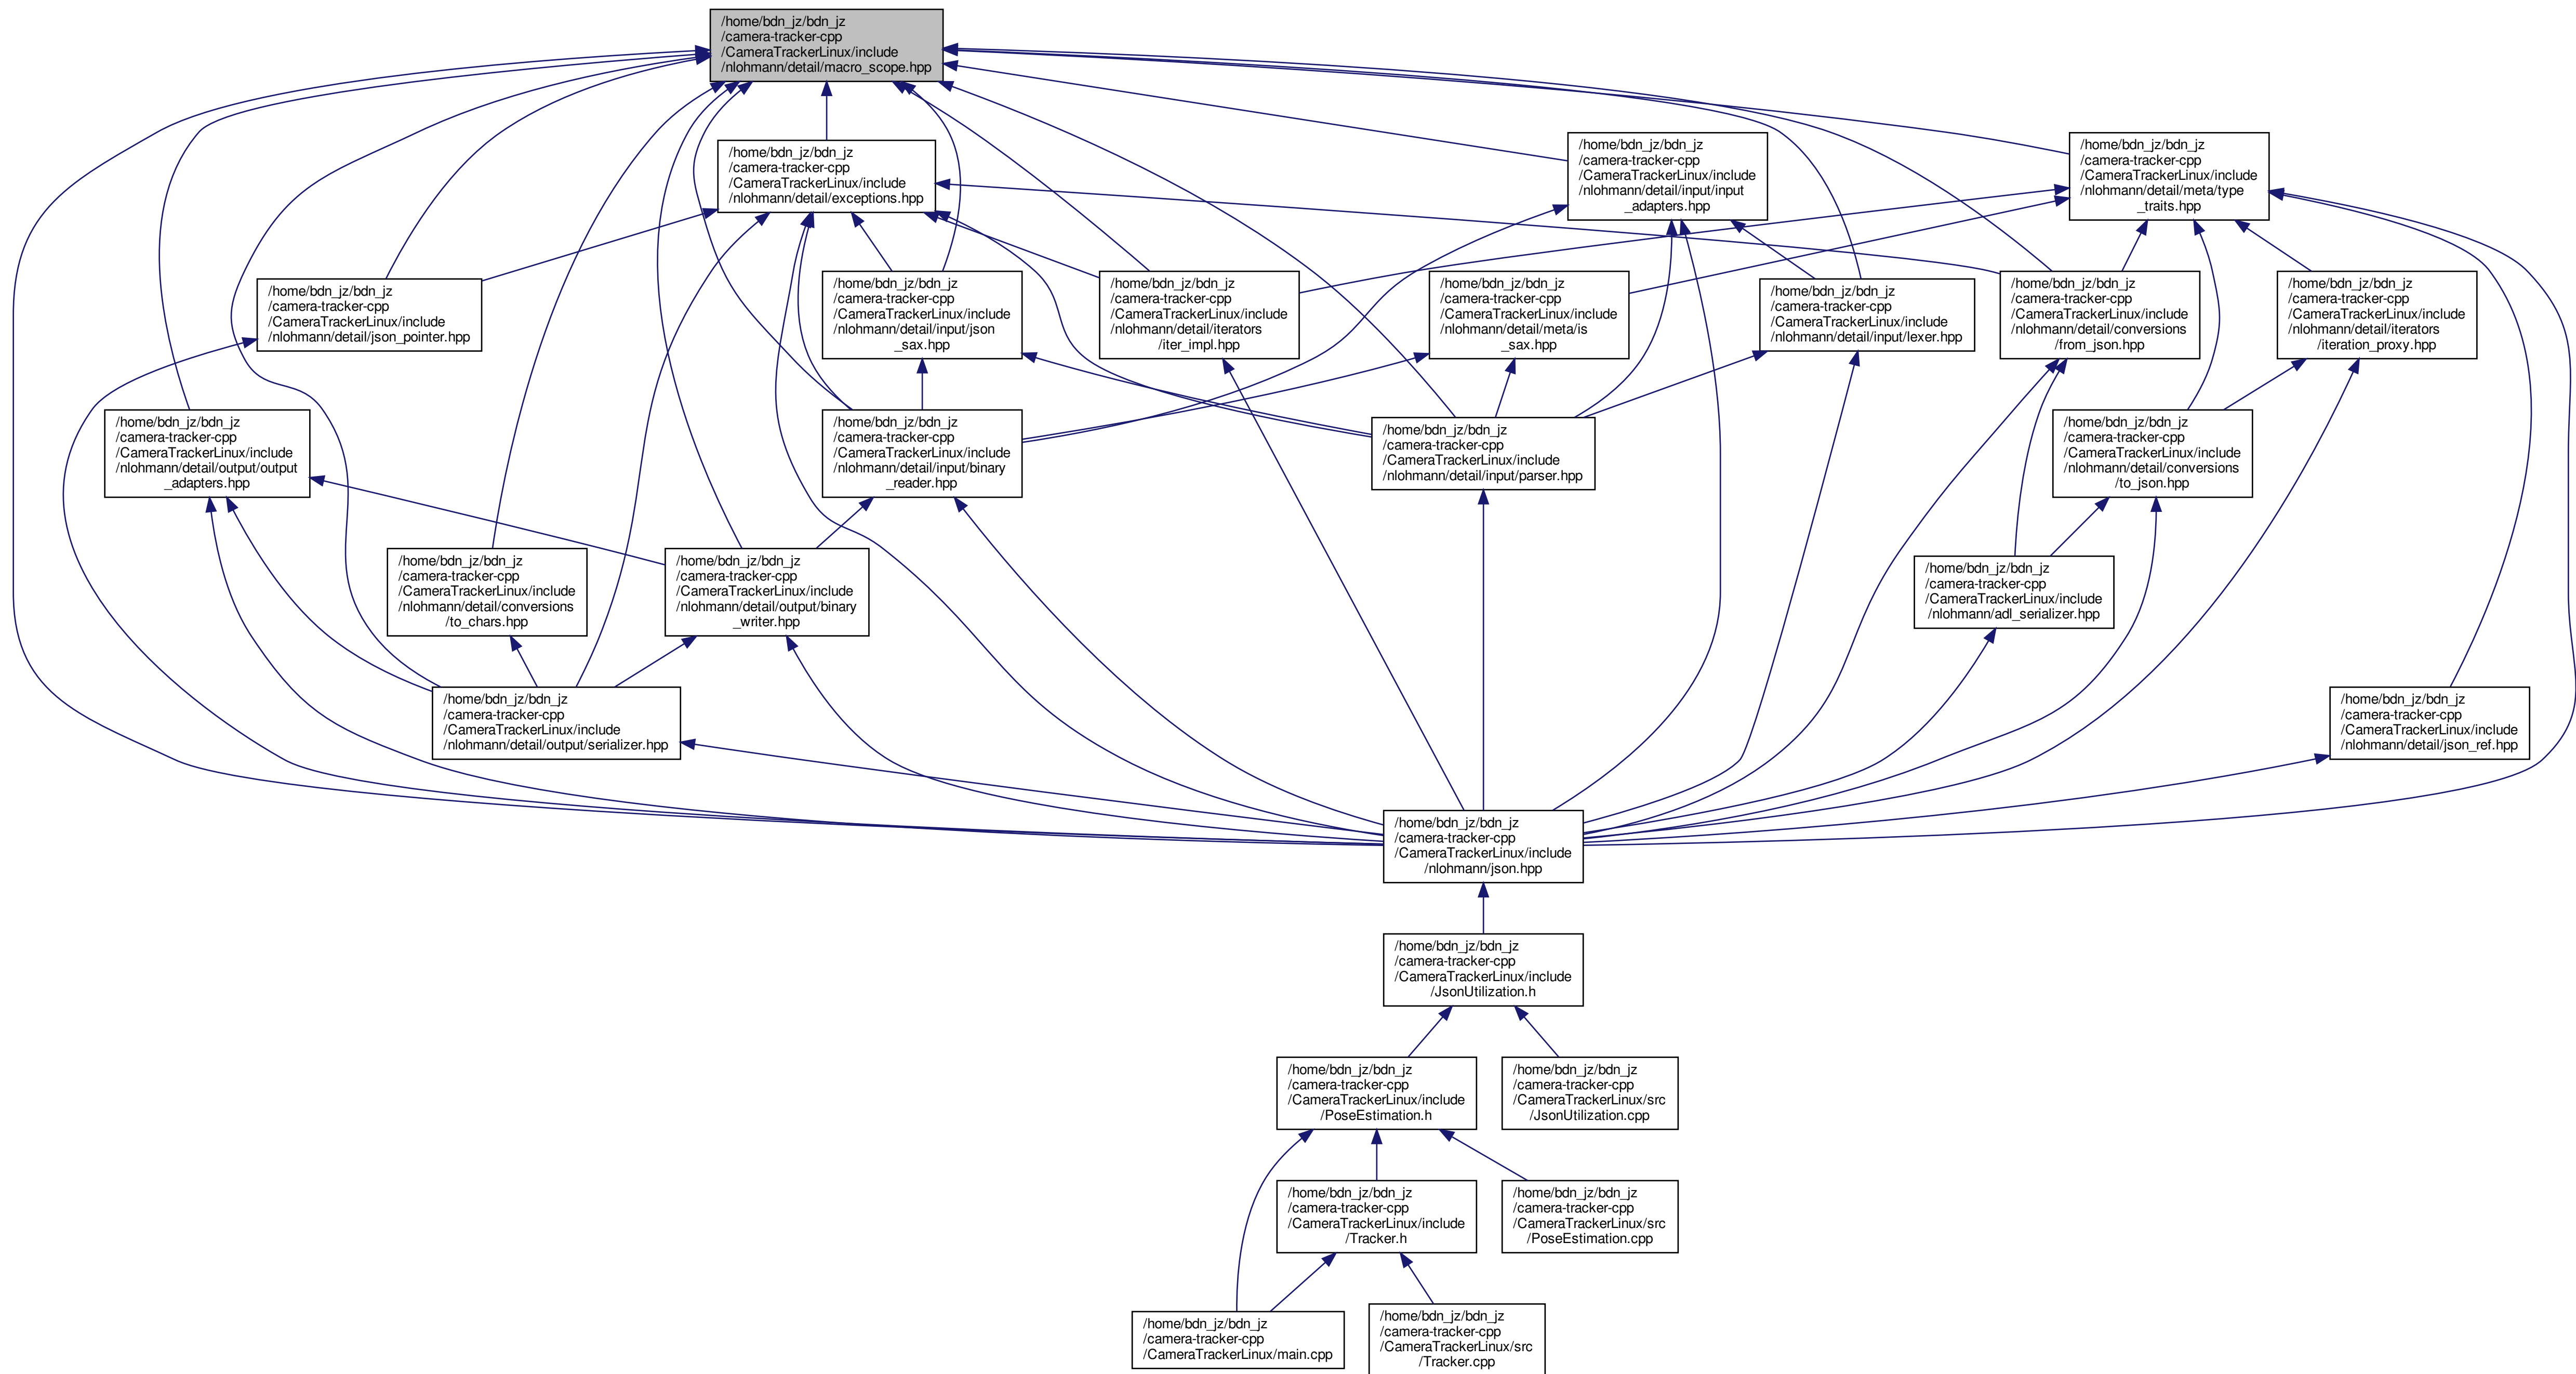 /home/bdn_jz/bdn_jz
/camera-tracker-cpp
/CameraTrackerLinux/include
/nlohmann/detail/macro_scope.hpp
/home/bdn_jz/bdn_jz
/camera-tracker-cpp
/CameraTrackerLinux/include
/nlohmann/detail/exceptions.hpp
/home/bdn_jz/bdn_jz
/camera-tracker-cpp
/CameraTrackerLinux/include
/nlohmann/detail/input/input
_adapters.hpp
/home/bdn_jz/bdn_jz
/camera-tracker-cpp
/CameraTrackerLinux/include
/nlohmann/detail/meta/type
_traits.hpp
/home/bdn_jz/bdn_jz
/camera-tracker-cpp
/CameraTrackerLinux/include
/nlohmann/detail/json_pointer.hpp
/home/bdn_jz/bdn_jz
/camera-tracker-cpp
/CameraTrackerLinux/include
/nlohmann/detail/input/json
_sax.hpp
/home/bdn_jz/bdn_jz
/camera-tracker-cpp
/CameraTrackerLinux/include
/nlohmann/detail/iterators
/iter_impl.hpp
/home/bdn_jz/bdn_jz
/camera-tracker-cpp
/CameraTrackerLinux/include
/nlohmann/detail/meta/is
_sax.hpp
/home/bdn_jz/bdn_jz
/camera-tracker-cpp
/CameraTrackerLinux/include
/nlohmann/detail/input/lexer.hpp
/home/bdn_jz/bdn_jz
/camera-tracker-cpp
/CameraTrackerLinux/include
/nlohmann/detail/conversions
/from_json.hpp
/home/bdn_jz/bdn_jz
/camera-tracker-cpp
/CameraTrackerLinux/include
/nlohmann/detail/iterators
/iteration_proxy.hpp
/home/bdn_jz/bdn_jz
/camera-tracker-cpp
/CameraTrackerLinux/include
/nlohmann/detail/output/output
_adapters.hpp
/home/bdn_jz/bdn_jz
/camera-tracker-cpp
/CameraTrackerLinux/include
/nlohmann/detail/input/binary
_reader.hpp
/home/bdn_jz/bdn_jz
/camera-tracker-cpp
/CameraTrackerLinux/include
/nlohmann/detail/input/parser.hpp
/home/bdn_jz/bdn_jz
/camera-tracker-cpp
/CameraTrackerLinux/include
/nlohmann/detail/conversions
/to_json.hpp
/home/bdn_jz/bdn_jz
/camera-tracker-cpp
/CameraTrackerLinux/include
/nlohmann/detail/conversions
/to_chars.hpp
/home/bdn_jz/bdn_jz
/camera-tracker-cpp
/CameraTrackerLinux/include
/nlohmann/detail/output/binary
_writer.hpp
/home/bdn_jz/bdn_jz
/camera-tracker-cpp
/CameraTrackerLinux/include
/nlohmann/adl_serializer.hpp
/home/bdn_jz/bdn_jz
/camera-tracker-cpp
/CameraTrackerLinux/include
/nlohmann/detail/output/serializer.hpp
/home/bdn_jz/bdn_jz
/camera-tracker-cpp
/CameraTrackerLinux/include
/nlohmann/detail/json_ref.hpp
/home/bdn_jz/bdn_jz
/camera-tracker-cpp
/CameraTrackerLinux/include
/nlohmann/json.hpp
/home/bdn_jz/bdn_jz
/camera-tracker-cpp
/CameraTrackerLinux/include
/JsonUtilization.h
/home/bdn_jz/bdn_jz
/camera-tracker-cpp
/CameraTrackerLinux/include
/PoseEstimation.h
/home/bdn_jz/bdn_jz
/camera-tracker-cpp
/CameraTrackerLinux/src
/JsonUtilization.cpp
/home/bdn_jz/bdn_jz
/camera-tracker-cpp
/CameraTrackerLinux/include
/Tracker.h
/home/bdn_jz/bdn_jz
/camera-tracker-cpp
/CameraTrackerLinux/src
/PoseEstimation.cpp
/home/bdn_jz/bdn_jz
/camera-tracker-cpp
/CameraTrackerLinux/main.cpp
/home/bdn_jz/bdn_jz
/camera-tracker-cpp
/CameraTrackerLinux/src
/Tracker.cpp